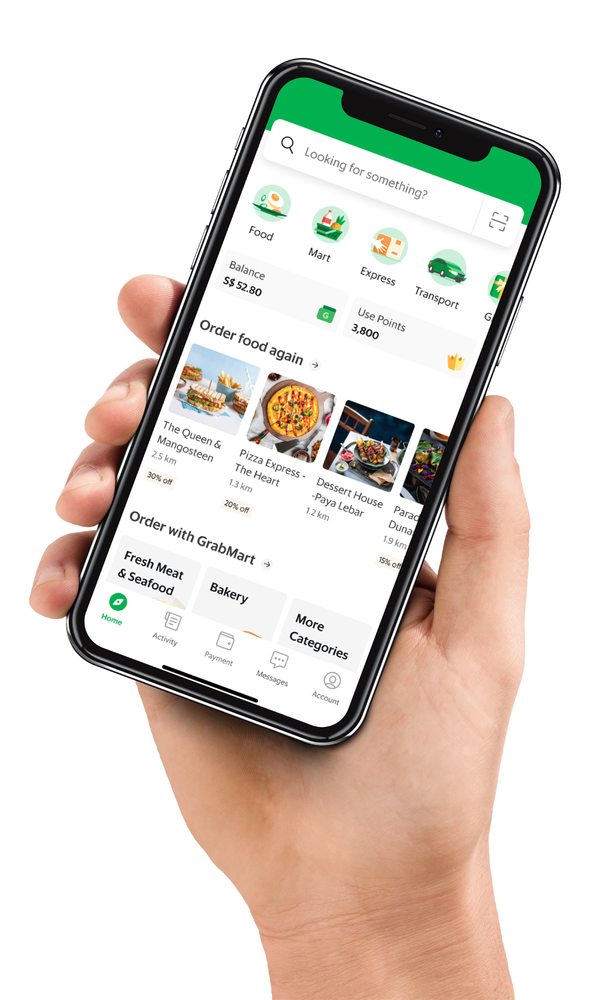 Looking for something?
Food
Mart
Express
Transport
G
Balance
S$ 52.80
G
Use Points
3,800
Order food again
The Queen &
Mangosteen
2.5 km
30% off
Pizza Express -
The Heart
1.3 km
20% off
Dessert House
-Paya Lebar
1.2 km
Parad
Duna
1.9 km
15% off
Order with GrabMart
Fresh Meat
& Seafood
Bakery
More
Categories
Home
Activity
Payment
Messages
Account